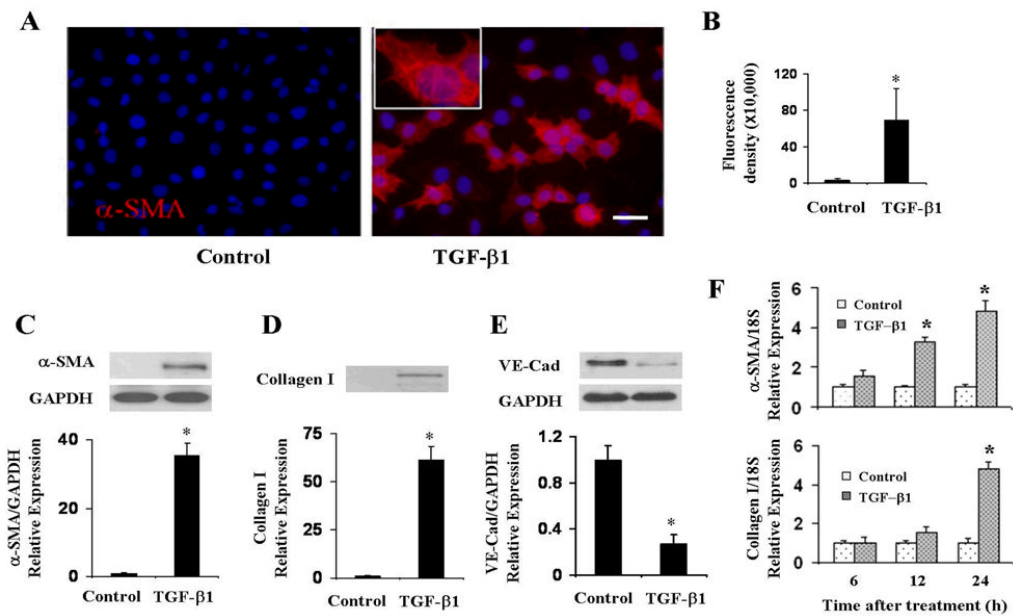 A
α-SMA
Control
TGF-β1
B
Fluorescence
density (x10,000)
120
80
40
0
*
Control
TGF-β1
C
α-SMA
GAPDH
α-SMA/GAPDH
Relative Expression
40
20
0
*
Control
TGF-β1
D
Collagen I
Collagen I
Relative Expression
75
50
25
0
*
Control
TGF-β1
E
VE-Cad
GAPDH
VE-Cad/GAPDH
Relative Expression
1.2
0.8
0.4
0
*
Control
TGF-β1
F
α-SMA/18S
Relative Expression
6
4
2
0
Control
TGF-β1
*
*
Collagen I/18S
Relative Expression
6
4
2
0
Control
TGF-β1
*
6
12
24
Time after treatment (h)